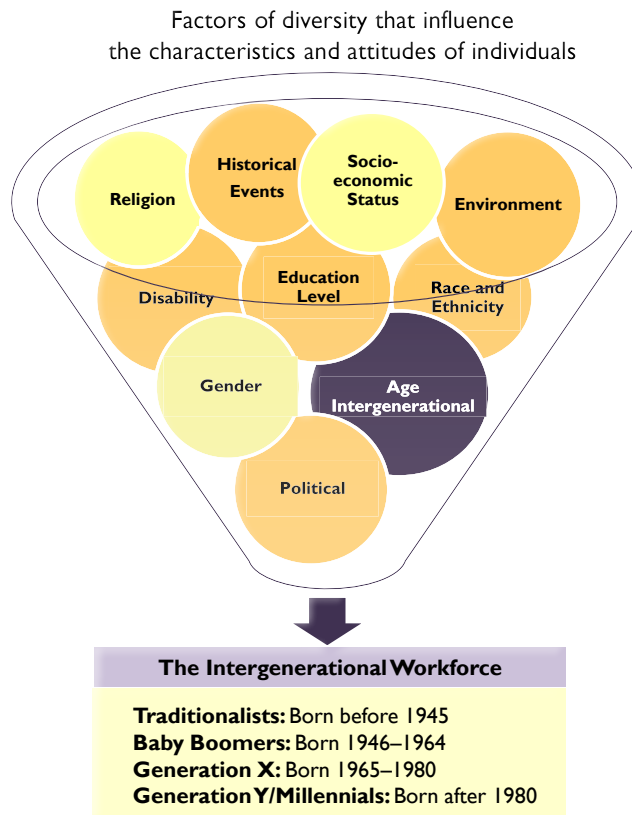 Factors of diversity that influence
the characteristics and attitudes of individuals
Religion
Historical
Events
Socio-
economic
Status
Environment
Disability
Education
Level
Race and
Ethnicity
Gender
Age
Intergenerational
Political
The Intergenerational Workforce
Traditionalists: Born before 1945
Baby Boomers: Born 1946–1964
Generation X: Born 1965–1980
Generation Y/Millennials: Born after 1980